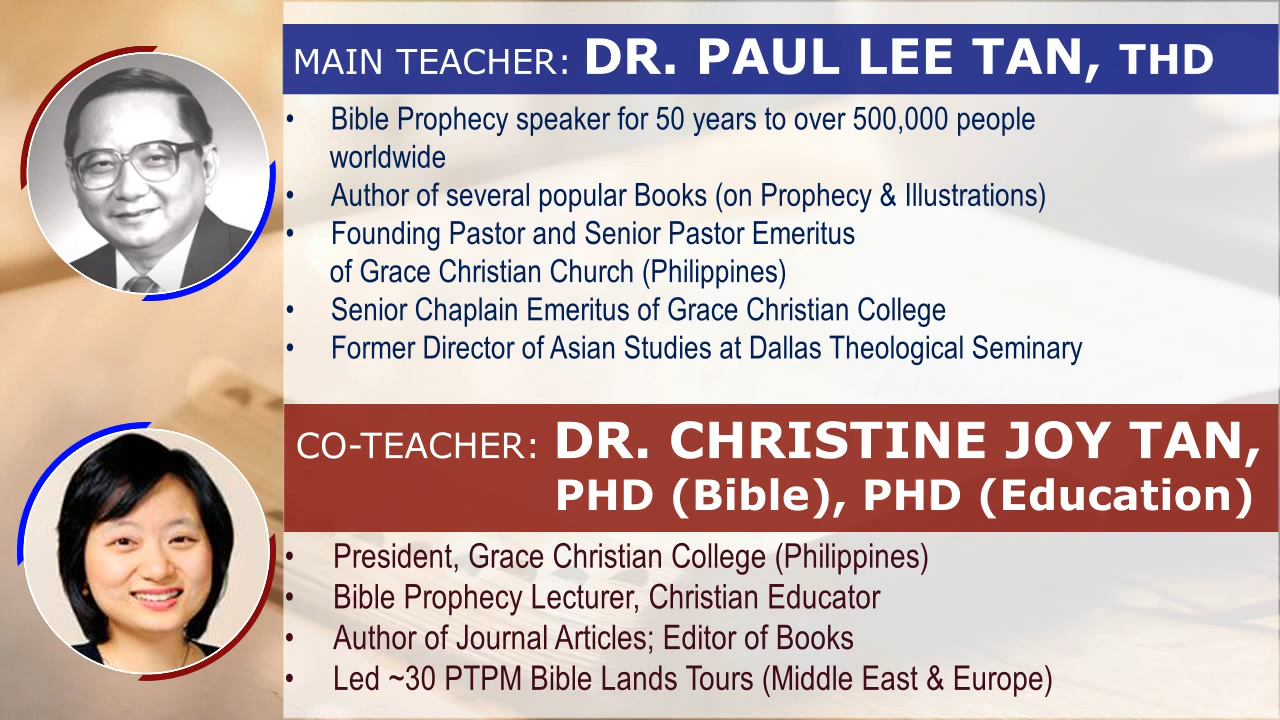 MAIN TEACHER: DR. PAUL LEE TAN, THD
• Bible Prophecy speaker for 50 years to over 500,000 people
worldwide
• Author of several popular Books (on Prophecy & Illustrations)
• Founding Pastor and Senior Pastor Emeritus
of Grace Christian Church (Philippines)
• Senior Chaplain Emeritus of Grace Christian College
• Former Director of Asian Studies at Dallas Theological Seminary
CO-TEACHER: DR. CHRISTINE JOY TAN,
PHD (Bible), PHD (Education)
• President, Grace Christian College (Philippines)
• Bible Prophecy Lecturer, Christian Educator
• Author of Journal Articles; Editor of Books
• Led ~30 PTPM Bible Lands Tours (Middle East & Europe)